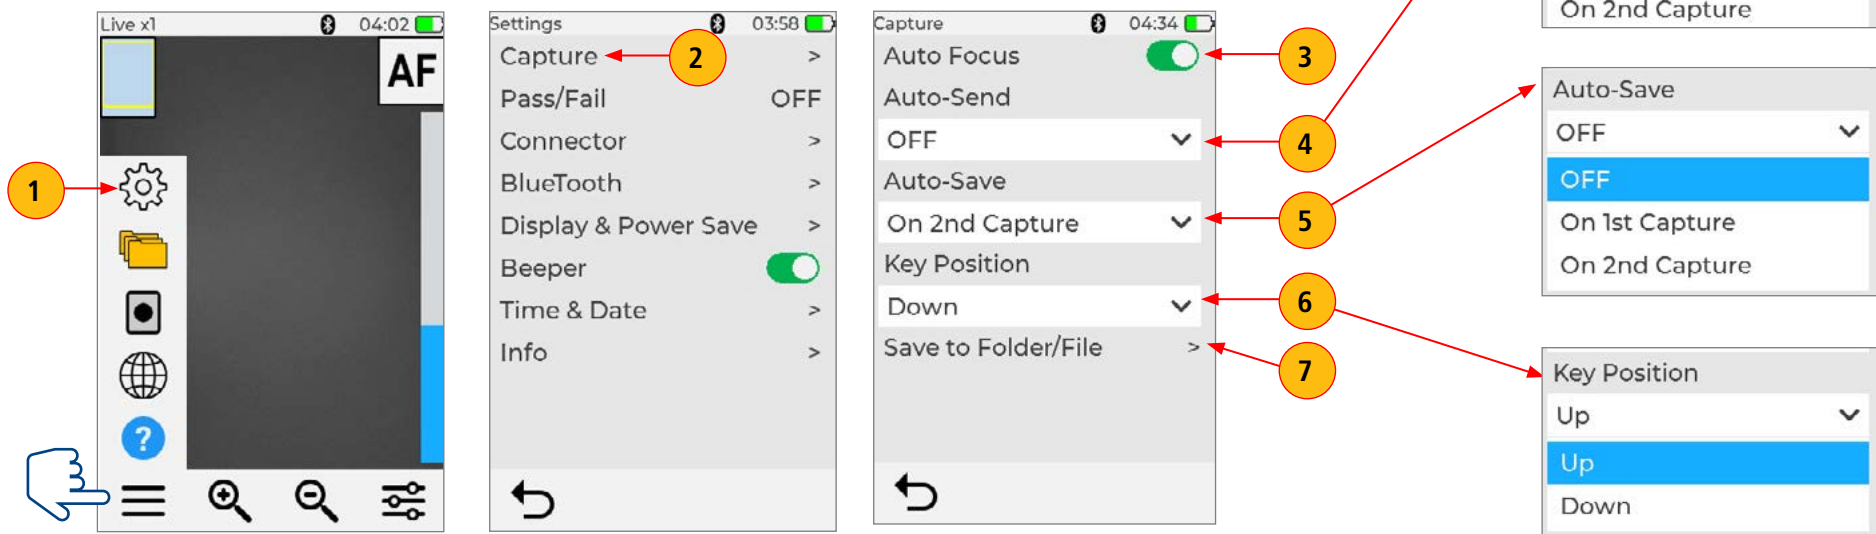 Live x1 04:02
AF
1
?
Settings 03:58
Capture >
2
Pass/Fail OFF
Connector >
BlueTooth >
Display & Power Save >
Beeper
Time & Date >
Info >
Capture 04:34
Auto Focus
3
Auto-Send
OFF
4
Auto-Save
On 2nd Capture
5
Key Position
Down
6
Save to Folder/File >
7
On 2nd Capture
Auto-Save
OFF
OFF
On 1st Capture
On 2nd Capture
Key Position
Up
Up
Down